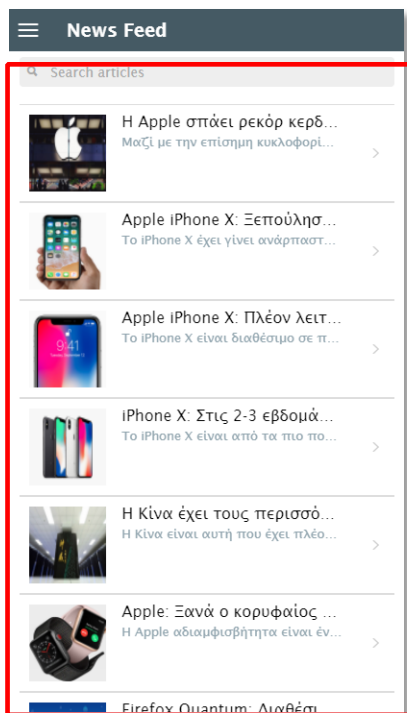 News Feed
Search articles
Η Apple σπάει ρεκόρ κερδ...
Μαζί με την επίσημη κυκλοφορί...
Apple iPhone X: Ξεπούλησ...
Το iPhone X έχει γίνει ανάρπαστ...
Apple iPhone X: Πλέον λειτ...
Το iPhone X είναι διαθέσιμο σε π...
9:41
iPhone X: Στις 2-3 εβδομά...
Το iPhone X είναι από τα πιο πο...
Η Κίνα έχει τους περισσό...
Η Κίνα είναι αυτή που έχει πλέο...
Apple: Ξανά ο κορυφαίος ...
Η Apple αδιαμφισβήτητα είναι έν...
Firefox Quantum: Διαθέσι...